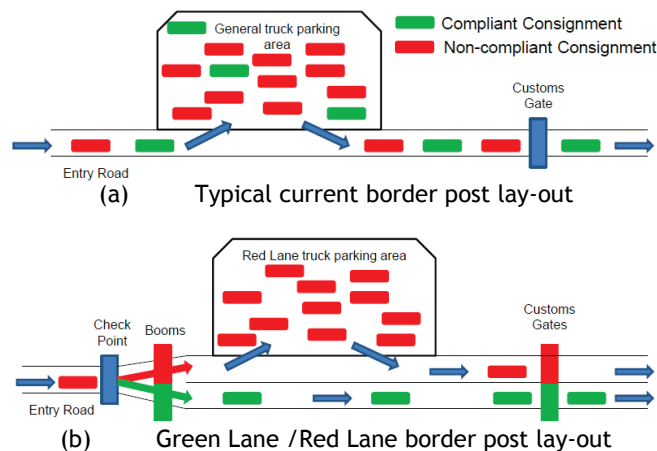 General truck parking
area
Compliant Consignment
Non-compliant Consignment
Customs
Gate
Entry Road
(a) Typical current border post lay-out
Red Lane truck parking area
Check
Point
Booms
Customs
Gates
Entry Road
(b) Green Lane /Red Lane border post lay-out